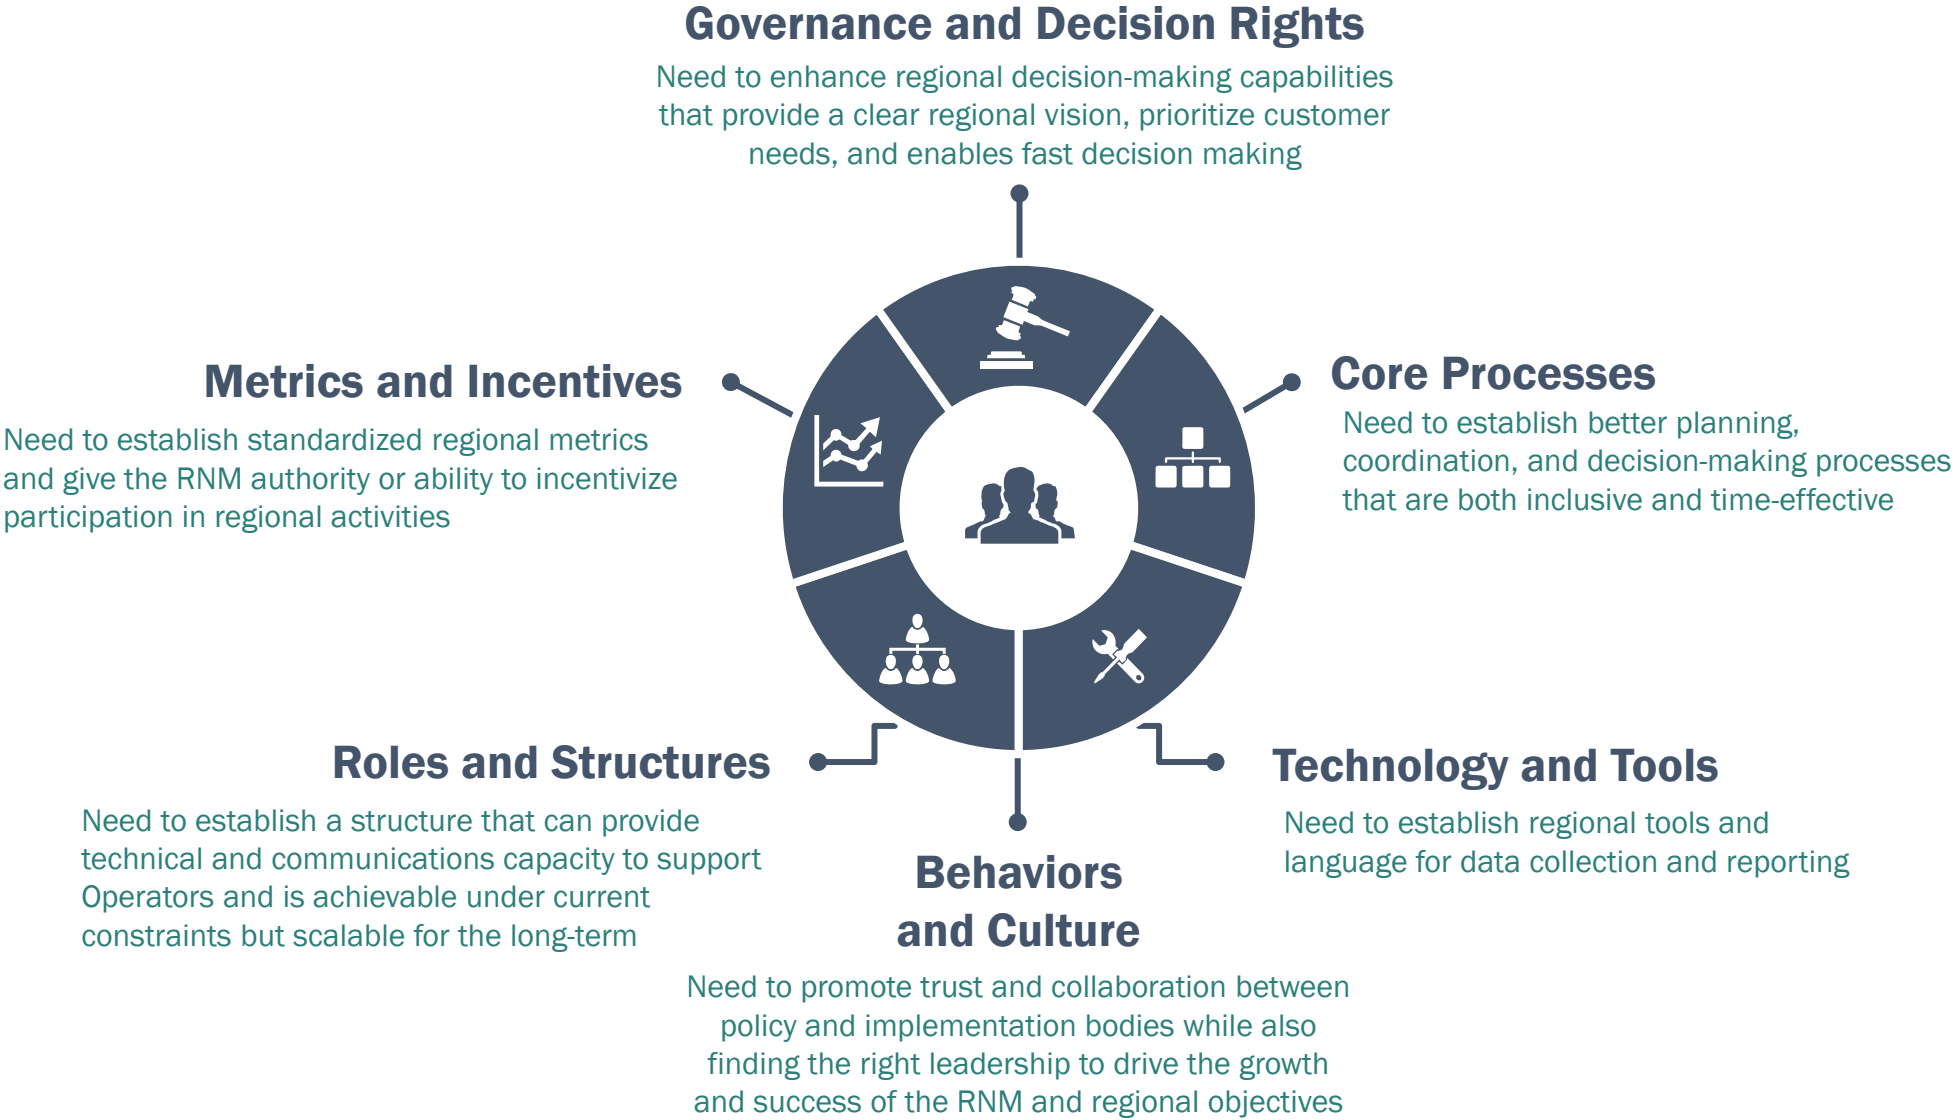 Governance and Decision Rights
Need to enhance regional decision-making capabilities
that provide a clear regional vision, prioritize customer
needs, and enables fast decision making
Metrics and Incentives
Need to establish standardized regional metrics
and give the RNM authority or ability to incentivize
participation in regional activities
Core Processes
Need to establish better planning,
coordination, and decision-making processes
that are both inclusive and time-effective
Roles and Structures
Need to establish a structure that can provide
technical and communications capacity to support
Operators and is achievable under current
constraints but scalable for the long-term
Technology and Tools
Need to establish regional tools and
language for data collection and reporting
Behaviors
and Culture
Need to promote trust and collaboration between
policy and implementation bodies while also
finding the right leadership to drive the growth
and success of the RNM and regional objectives